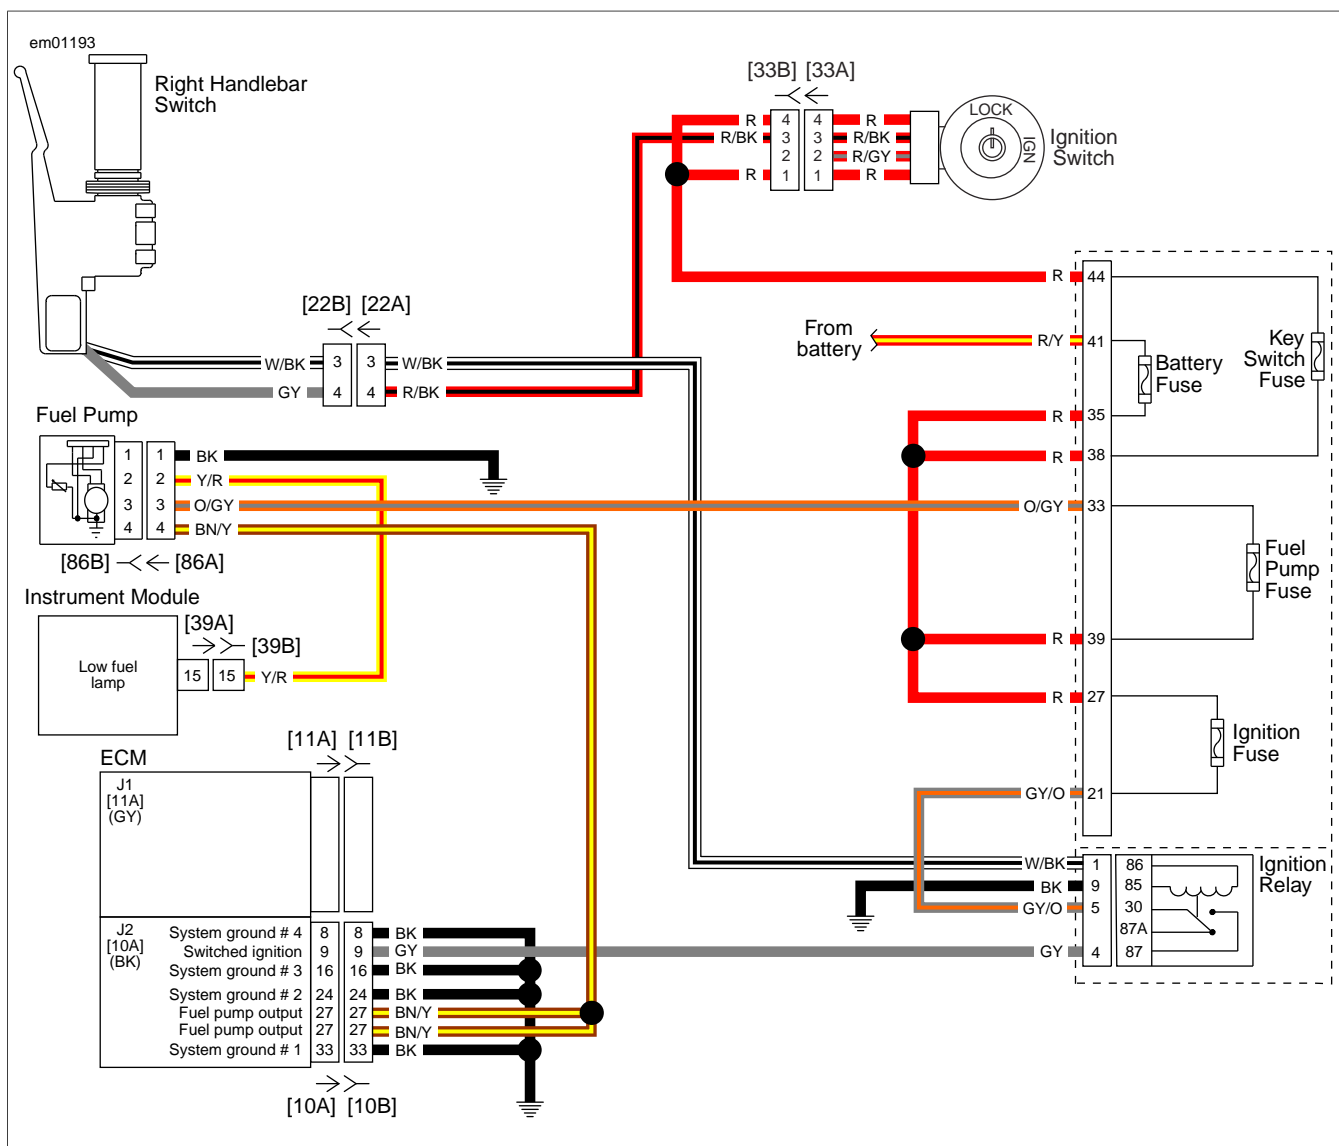 em01193
Right Handlebar
Switch
[33B] [33A]
LOCK
IGN
Ignition
Switch
R 4 4 R
R/BK 3 3 R/BK
2 2 R/GY
R 1 1 R
[22B] [22A]
W/BK 3 3 W/BK
GY 4 4 R/BK
From
battery
R 44
R/Y 41
R 35
R 38
O/GY 33
R 39
R 27
GY/O 21
Key
Switch
Fuse
Battery
Fuse
Fuel
Pump
Fuse
Ignition
Fuse
Fuel Pump
1 1 BK
2 2 Y/R
3 3 O/GY
4 4 BN/Y
[86B] [86A]
Instrument Module
[39A]
[39B]
Low fuel
lamp
15 15 Y/R
ECM
[11A] [11B]
J1
[11A]
(GY)
W/BK 1 86
BK 9 85
GY/O 5 30
87A
GY 4 87
Ignition
Relay
J2
[10A]
(BK)
System ground # 4 8 8 BK
Switched ignition 9 9 GY
System ground # 3 16 16 BK
System ground # 2 24 24 BK
Fuel pump output 27 27 BN/Y
Fuel pump output 27 27 BN/Y
System ground # 1 33 33 BK
[10A] [10B]